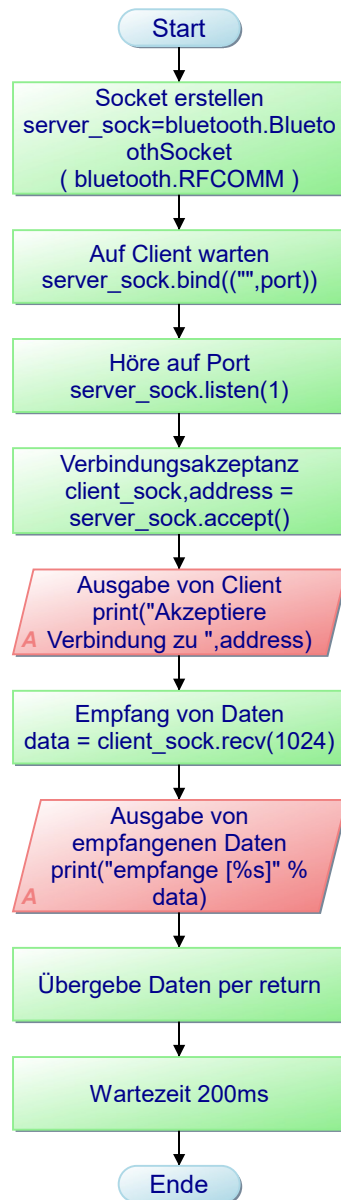 Start
Socket erstellen
server_sock=bluetooth.Blueto
othSocket
( bluetooth.RFCOMM )
Auf Client warten
server_sock.bind(("",port))
Höre auf Port
server_sock.listen(1)
Verbindungsakzeptanz
client_sock,address =
server_sock.accept()
Ausgabe von Client
print("Akzeptiere
A Verbindung zu ",address)
Empfang von Daten
data = client_sock.recv(1024)
Ausgabe von
empfangenen Daten
print("empfange [%s]" %
A data)
Übergebe Daten per return
Wartezeit 200ms
Ende